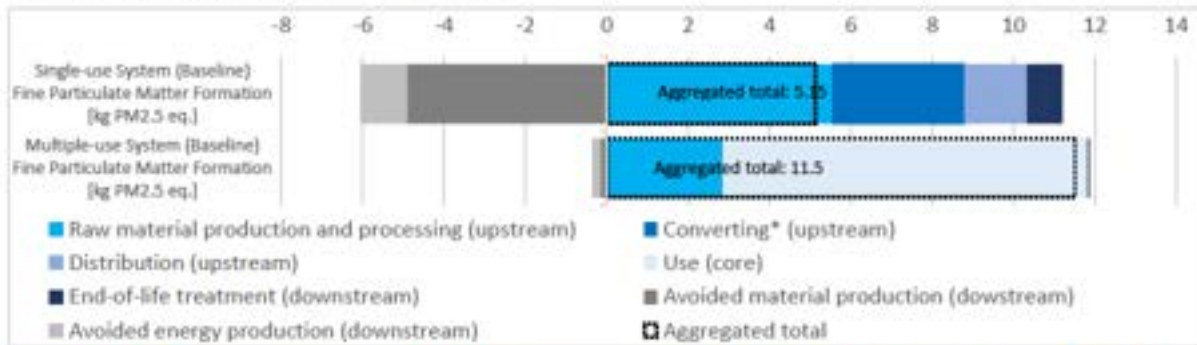 -8 -6 -4 -2 0 2 4 6 8 10 12 14
Single-use System (Baseline)
Fine Particulate Matter Formation
[kg PM2.5 eq.]
Aggregated total: 5.15
Multiple-use System (Baseline)
Fine Particulate Matter Formation
[kg PM2.5 eq.]
Aggregated total: 11.5
Raw material production and processing (upstream)
Converting* (upstream)
Distribution (upstream)
Use (core)
End-of-life treatment (downstream)
Avoided material production (dowstream)
Avoided energy production (downstream)
Aggregated total